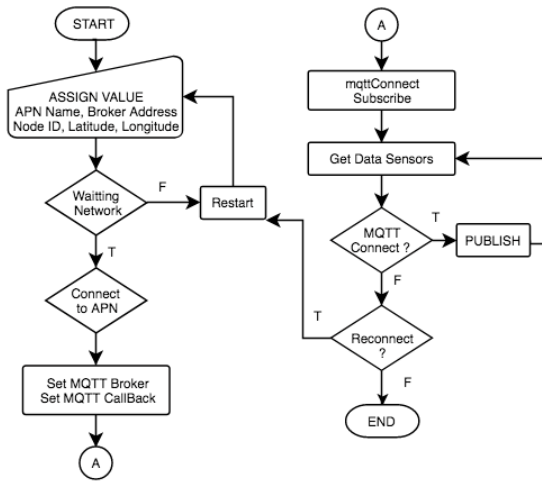 START
ASSIGN VALUE
APN Name, Broker Address
Node ID, Latitude, Longitude
Waitting
Network
F
Restart
T
Connect
to APN
Set MQTT Broker
Set MQTT CallBack
A
A
mqttConnect
Subscribe
Get Data Sensors
MQTT
Connect ?
T
PUBLISH
F
T
Reconnect
?
F
END